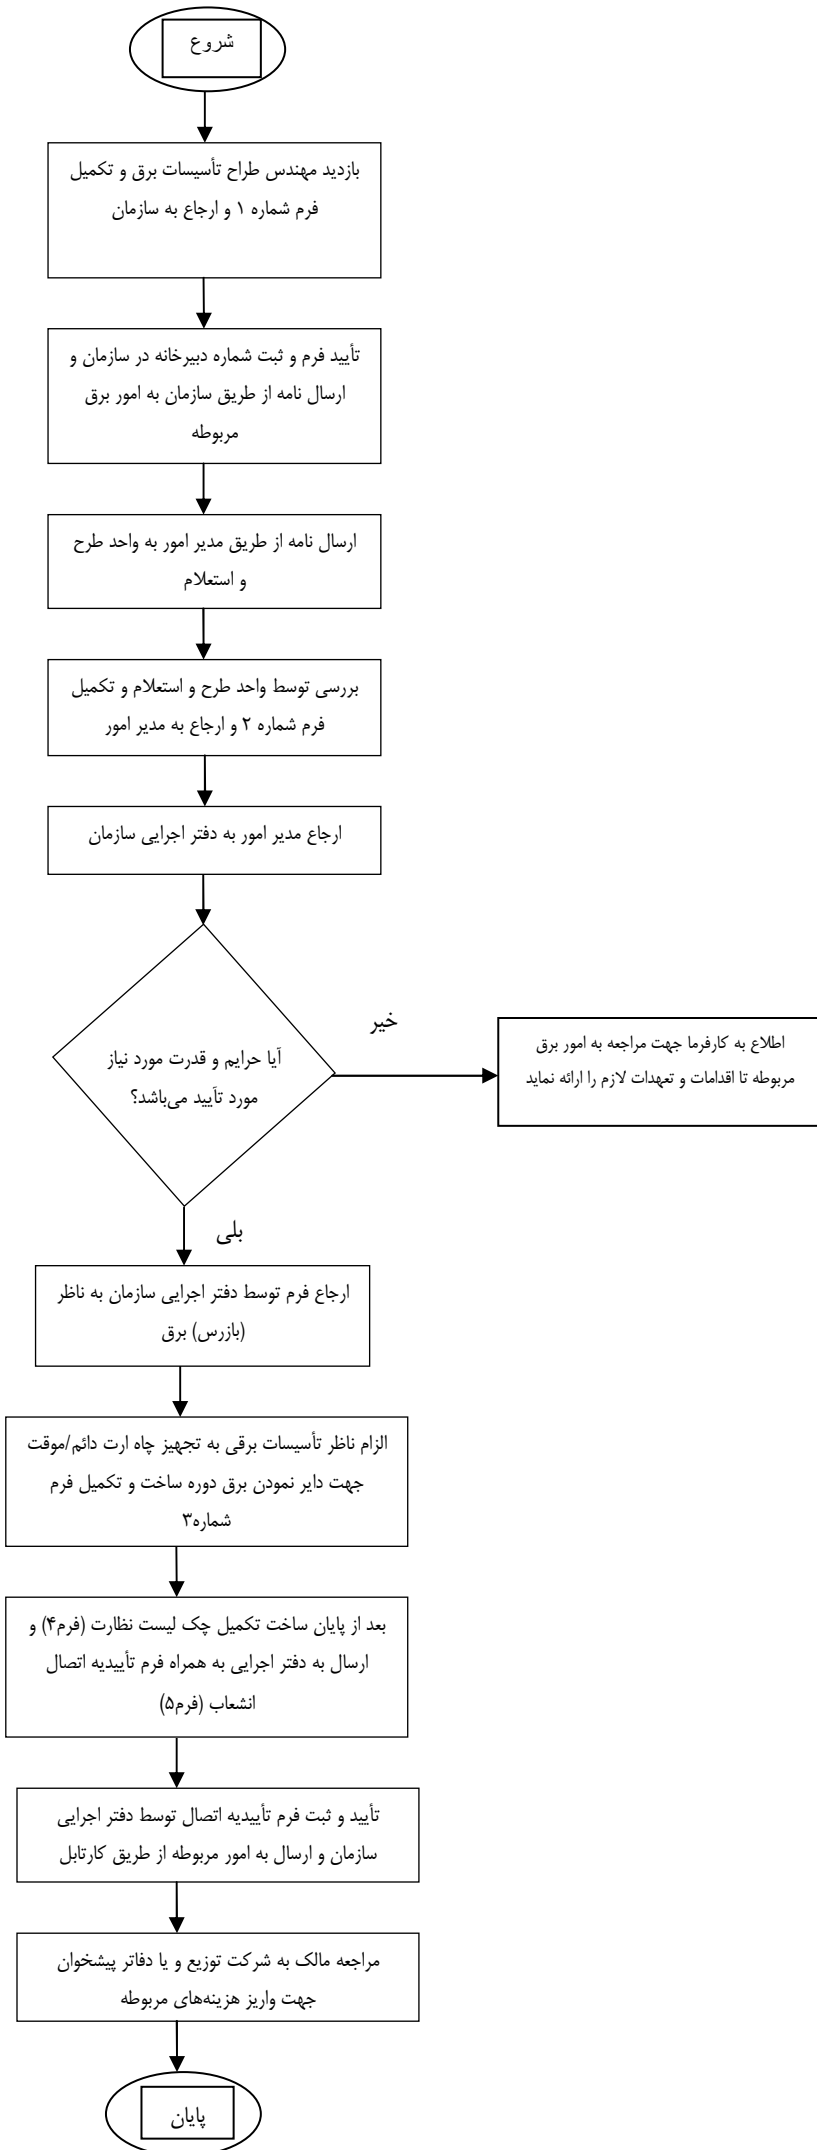 شروع
بازدید مهندس طراح تأسیسات برق و تکمیل
فرم شماره ۱ و ارجاع به سازمان
تأیید فرم و ثبت شماره دبیرخانه در سازمان و
ارسال نامه از طریق سازمان به امور برق
مربوطه
ارسال نامه از طریق مدیر امور به واحد طرح
و استعلام
بررسی توسط واحد طرح و استعلام و تکمیل
فرم شماره ۲ و ارجاع به مدیر امور
ارجاع مدیر امور به دفتر اجرایی سازمان
آیا حرایم و قدرت مورد نیاز
مورد تآیید می‌باشد؟
خیر
اطلاع به کارفرما جهت مراجعه به امور برق
مربوطه تا اقدامات و تعهدات لازم را ارائه نماید
بلی
ارجاع فرم توسط دفتر اجرایی سازمان به ناظر
(بازرس) برق
الزام ناظر تأسیسات برقی به تجهیز چاه ارت دائم/موقت
جهت دایر نمودن برق دوره ساخت و تکمیل فرم
شماره۳
بعد از پایان ساخت تکمیل چک لیست نظارت (فرم۴) و
ارسال به دفتر اجرایی به همراه فرم تأییدیه اتصال
انشعاب (فرم۵)
تأیید و ثبت فرم تأییدیه اتصال توسط دفتر اجرایی
سازمان و ارسال به امور مربوطه از طریق کارتابل
مراجعه مالک به شرکت توزیع و یا دفاتر پیشخوان
جهت واریز هزینه‌های مربوطه
پایان